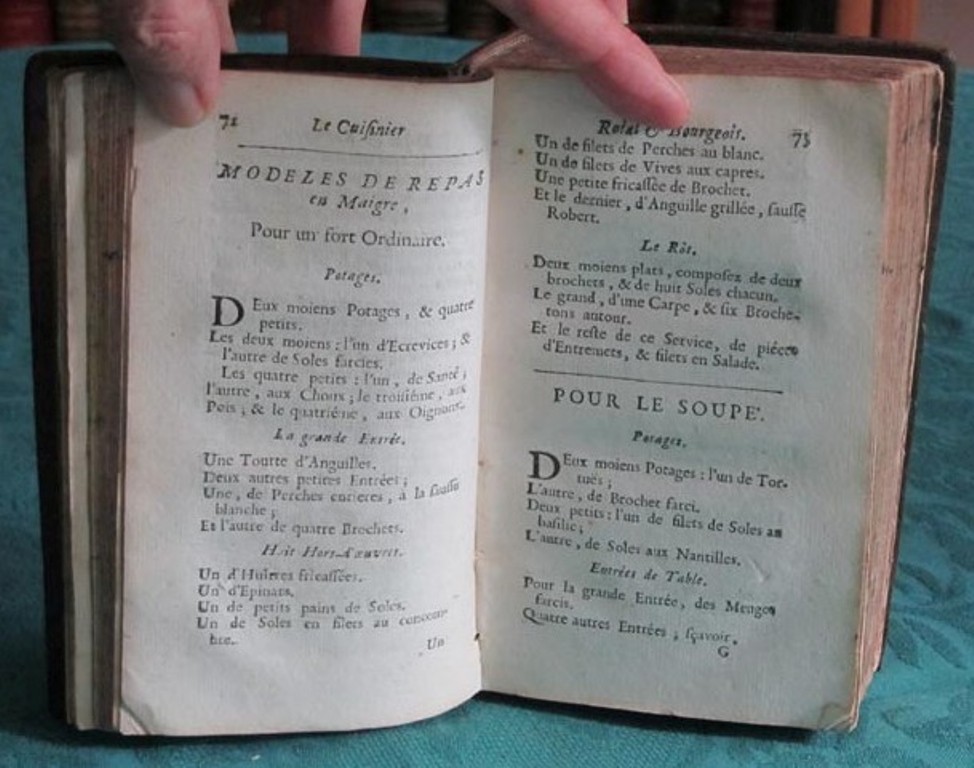 72
Le Cuiſinier
MODELES DE REPAS
en Maigre,
Pour un fort Ordinaire.
Potages.
DEux moiens Potages, & quatre
petits.
Les deux moiens : l'un d'Ecrevices ; &
l'autre de Soles farcies.
Les quatre petits : l'un, de Santé ;
l'autre, aux Choux ; le troiſiéme, aux
Pois ; & le quatriéme, aux Oignons.
La grande Entrée.
Une Tourte d'Anguilles.
Deux autres petites Entrées ;
Une, de Perches entieres, à la ſauſſe
blanche ;
Et l'autre de quatre Brochets.
Huit Hors-d'œuvres.
Un d'Huîtres fricaſſées.
Un d'Epinars.
Un de petits pains de Soles.
Un de Soles en filets au concom-
bre.
Un
Roïal & Bourgeois.
73
Un de filets de Perches au blanc.
Un de filets de Vives aux capres.
Une petite fricaſſée de Brochet.
Et le dernier, d'Anguille grillée, ſauſſe
Robert.
Le Rôt.
Deux moiens plats, compoſez de deux
brochets, & de huit Soles chacun.
Le grand, d'une Carpe, & ſix Broche-
tons autour.
Et le reſte de ce Service, de piéces
d'Entremets, & filets en Salade.
POUR LE SOUPE'.
Potages.
DEux moiens Potages : l'un de Tor-
tuës ;
L'autre, de Brochet farci.
Deux petits : l'un de filets de Soles au
baſilic ;
L'autre, de Soles aux Nantilles.
Entrées de Table.
Pour la grande Entrée, des
farcis.
Quatre autres Entrées ; ſçavoir,
G